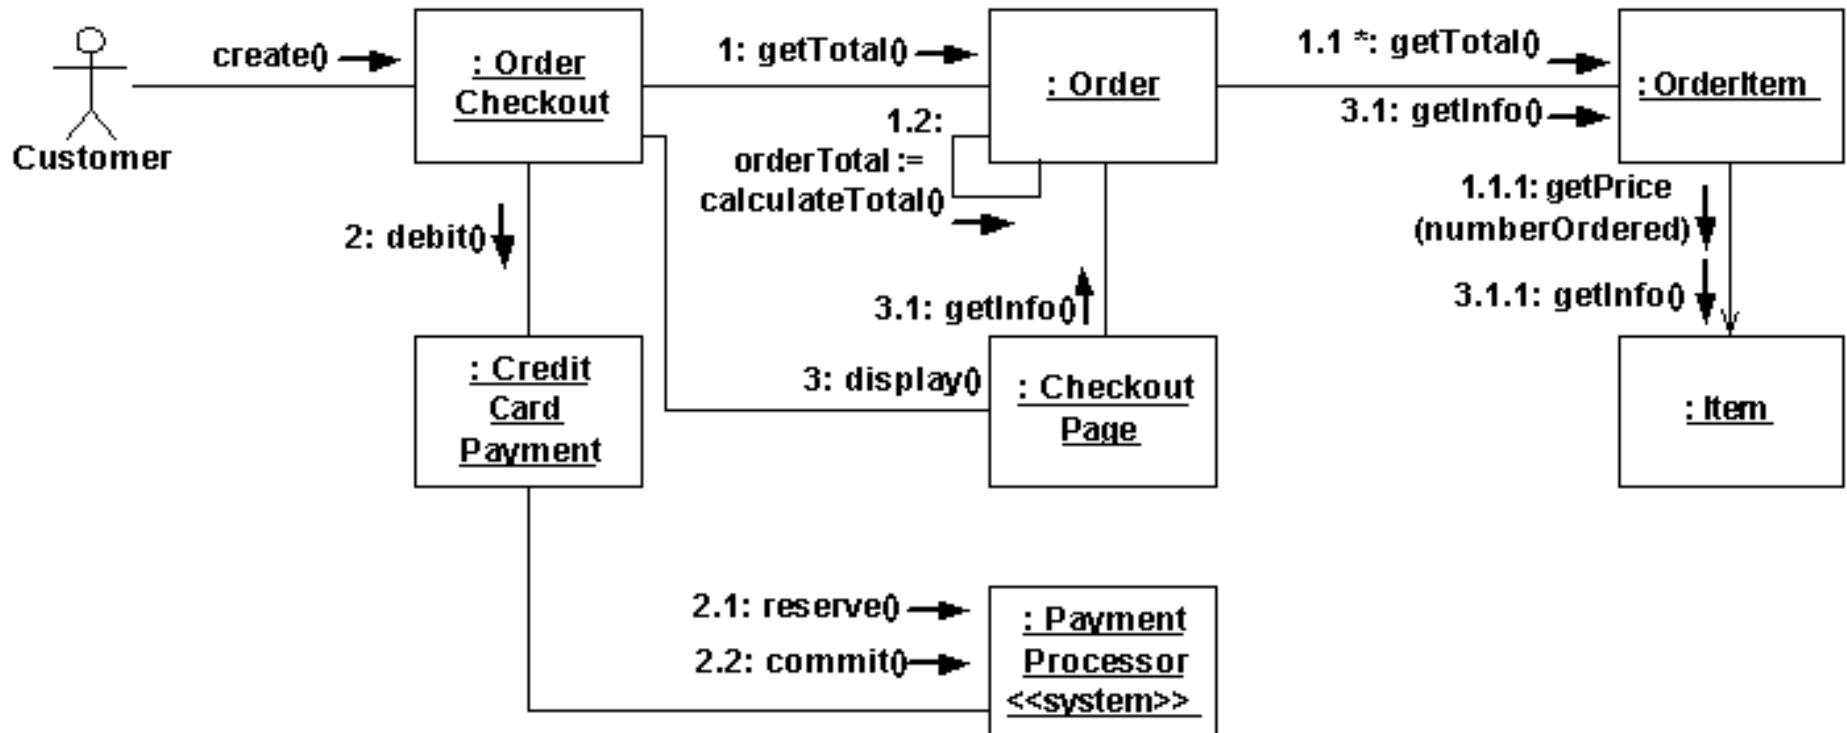 create()
: Order
Checkout
1: getTotal()
: Order
1.1 *: getTotal()
3.1: getInfo()
: OrderItem
Customer
1.2:
orderTotal :=
calculateTotal()
1.1.1: getPrice
(numberOrdered)
3.1.1: getInfo()
2: debit()
3.1: getInfo()
: Credit
Card
Payment
3: display()
: Checkout
Page
: Item
2.1: reserve()
2.2: commit()
: Payment
Processor
<<system>>